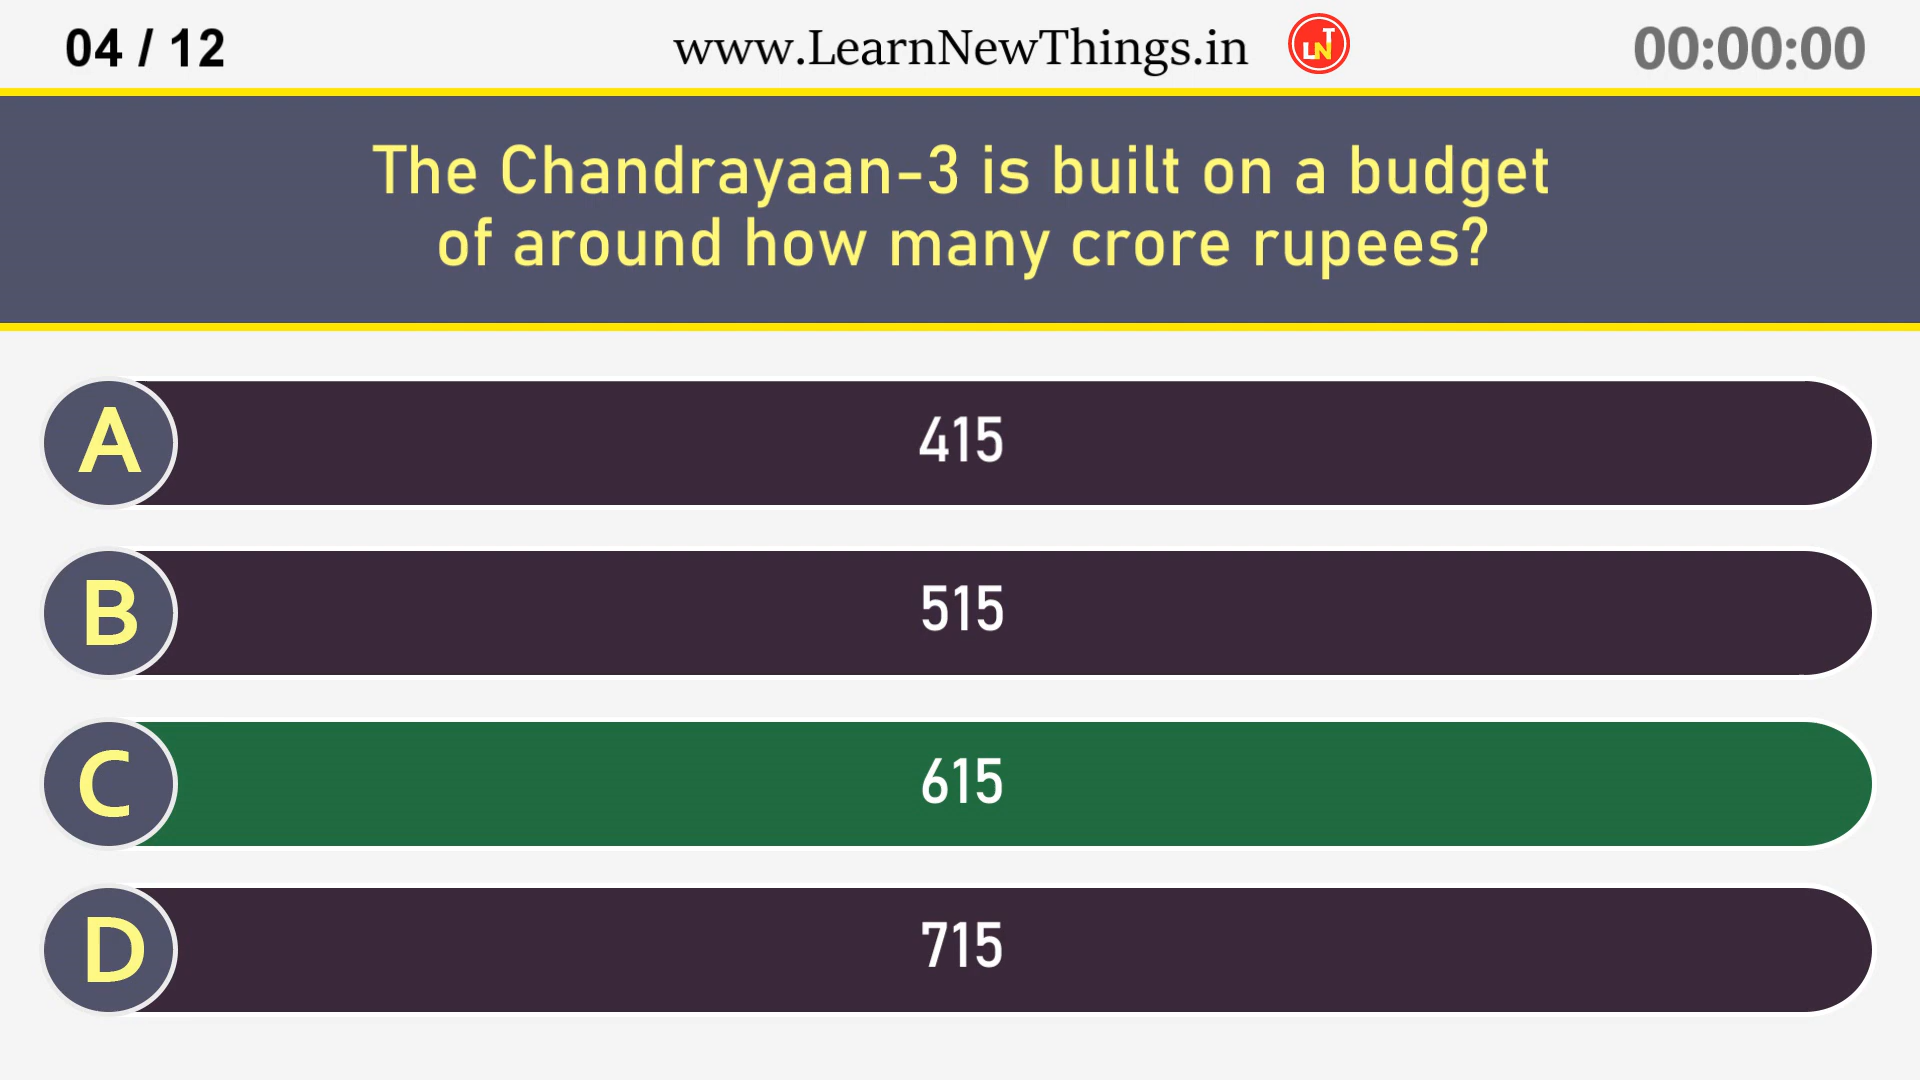 04 / 12
www.LearnNewThings.in
LNT
00:00:00
The Chandrayaan-3 is built on a budget
of around how many crore rupees?
A
415
B
515
C
615
D
715